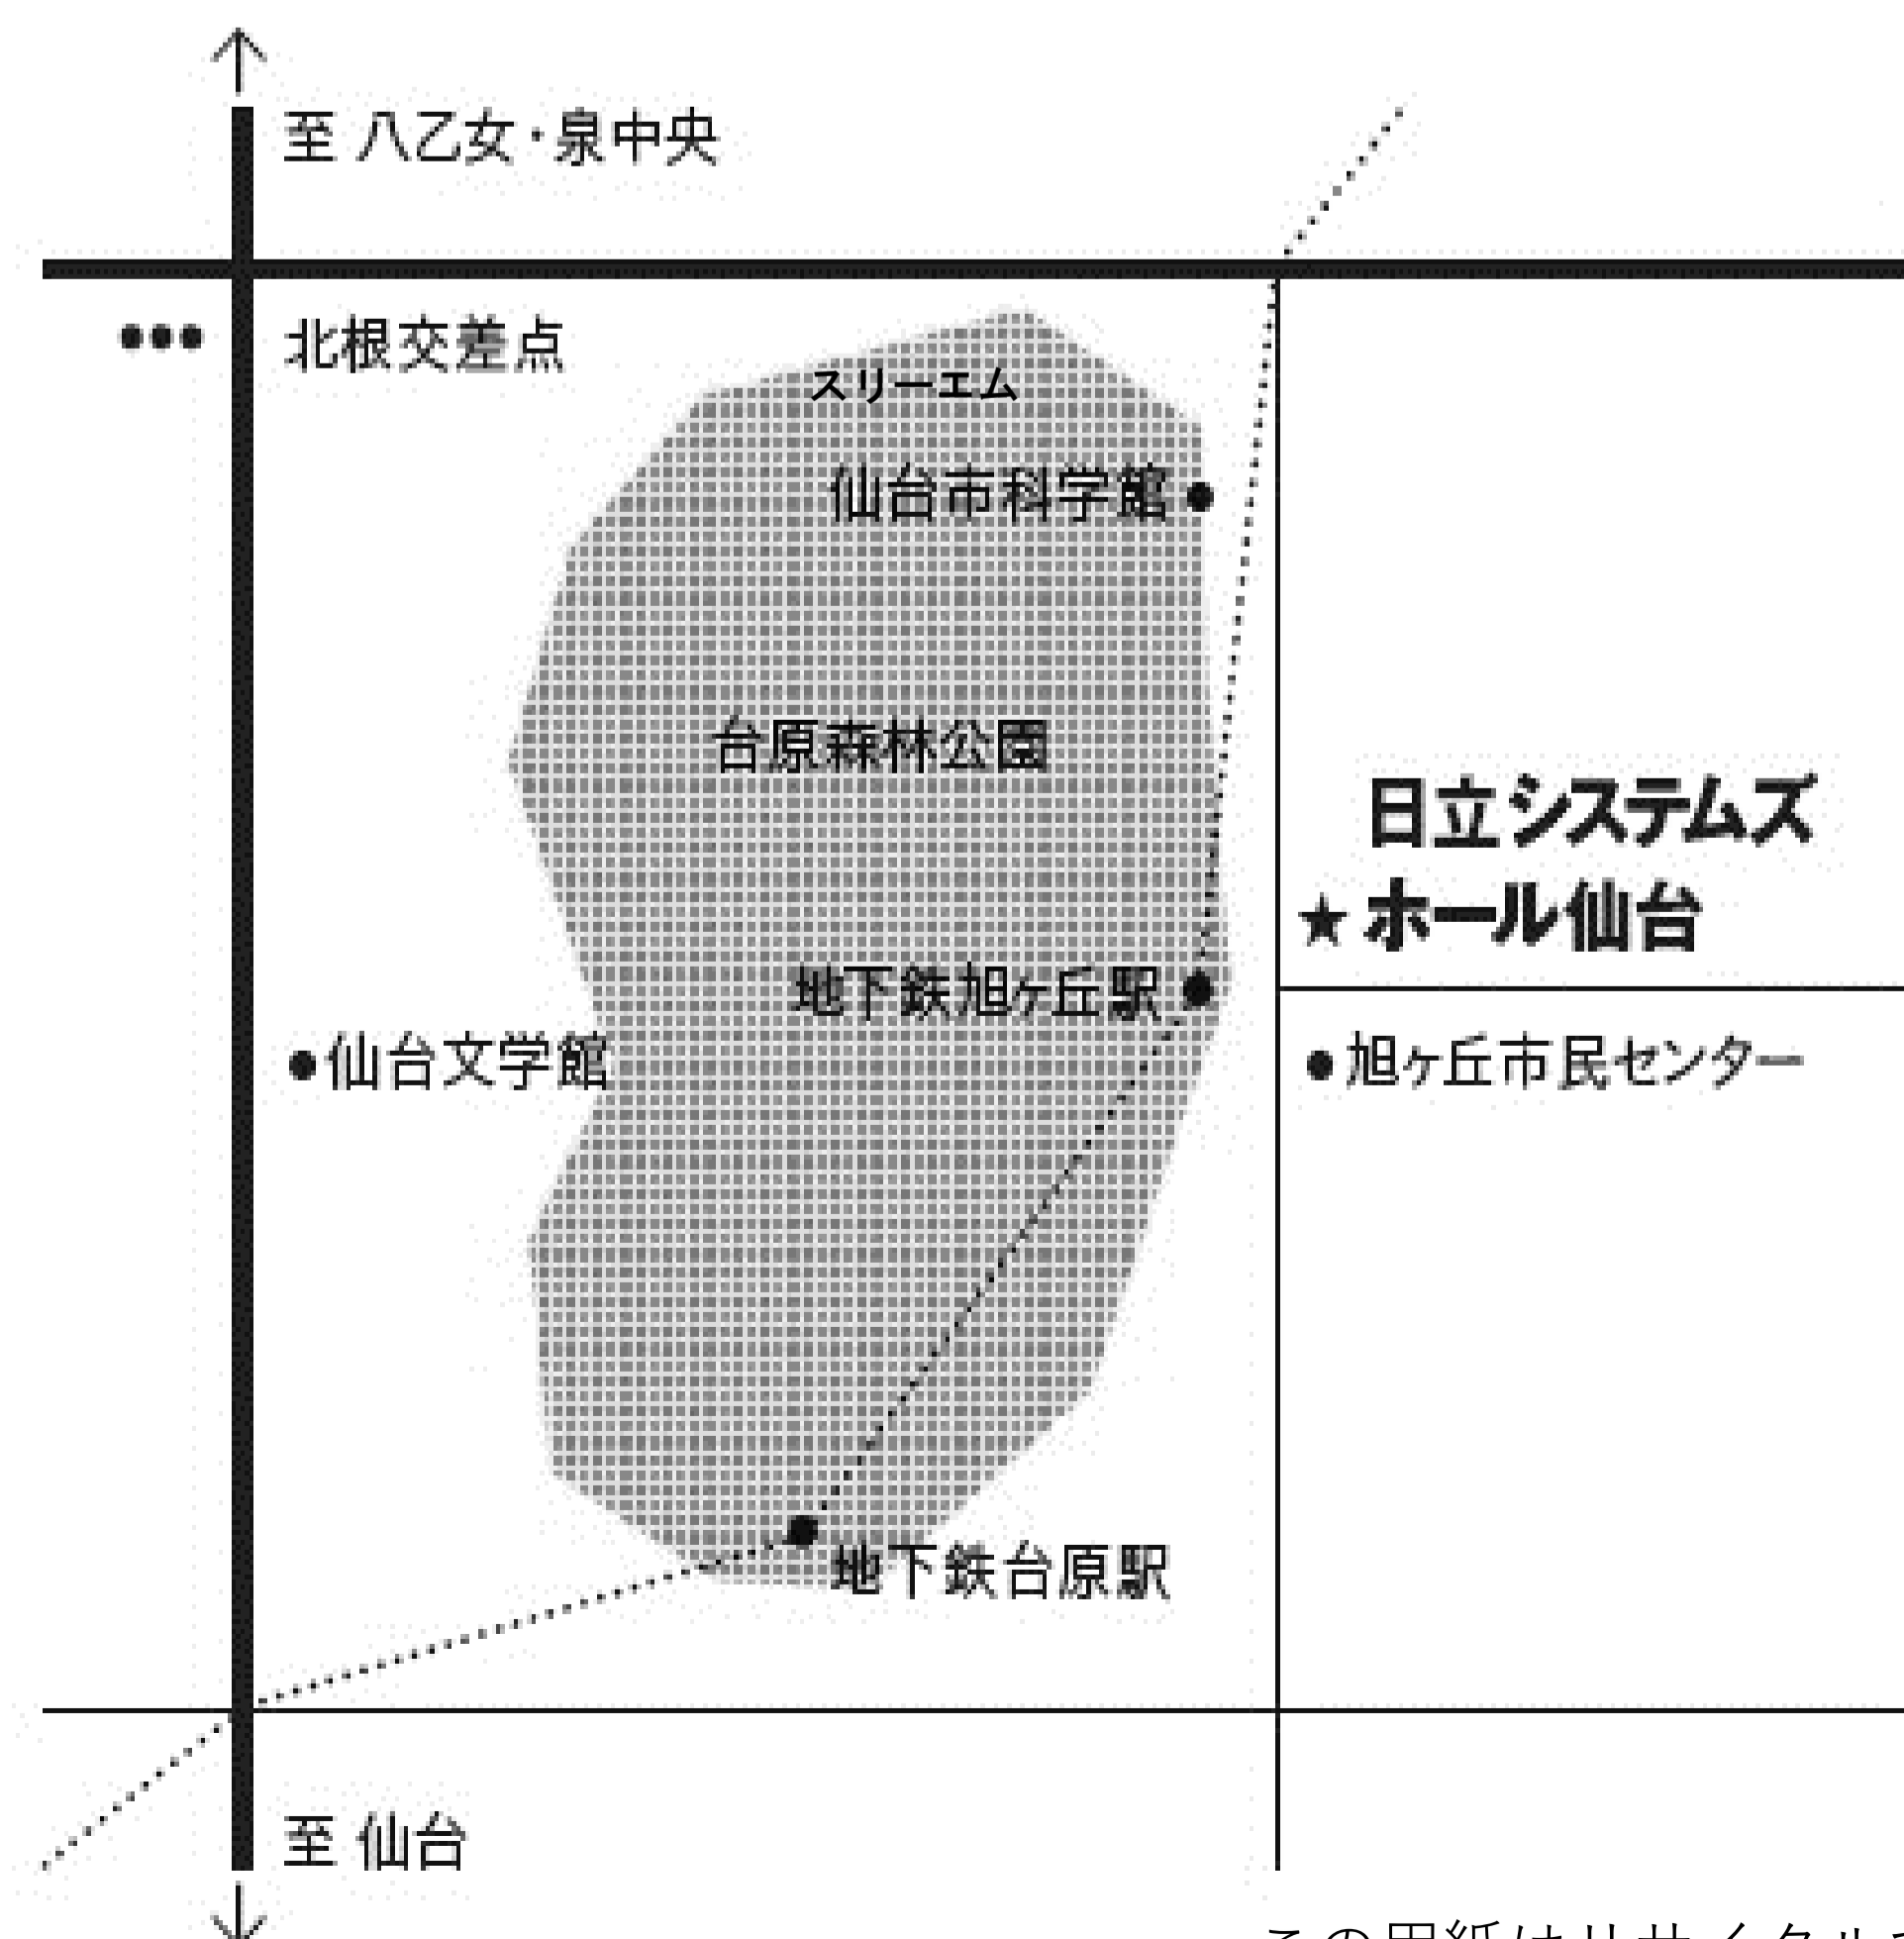 至 八乙女・泉中央
北根交差点
スリーエム
仙台市科学館
台原森林公園
日立システムズ
★ ホール仙台
地下鉄旭ヶ丘駅
仙台文学館
旭ヶ丘市民センター
地下鉄台原駅
至 仙台